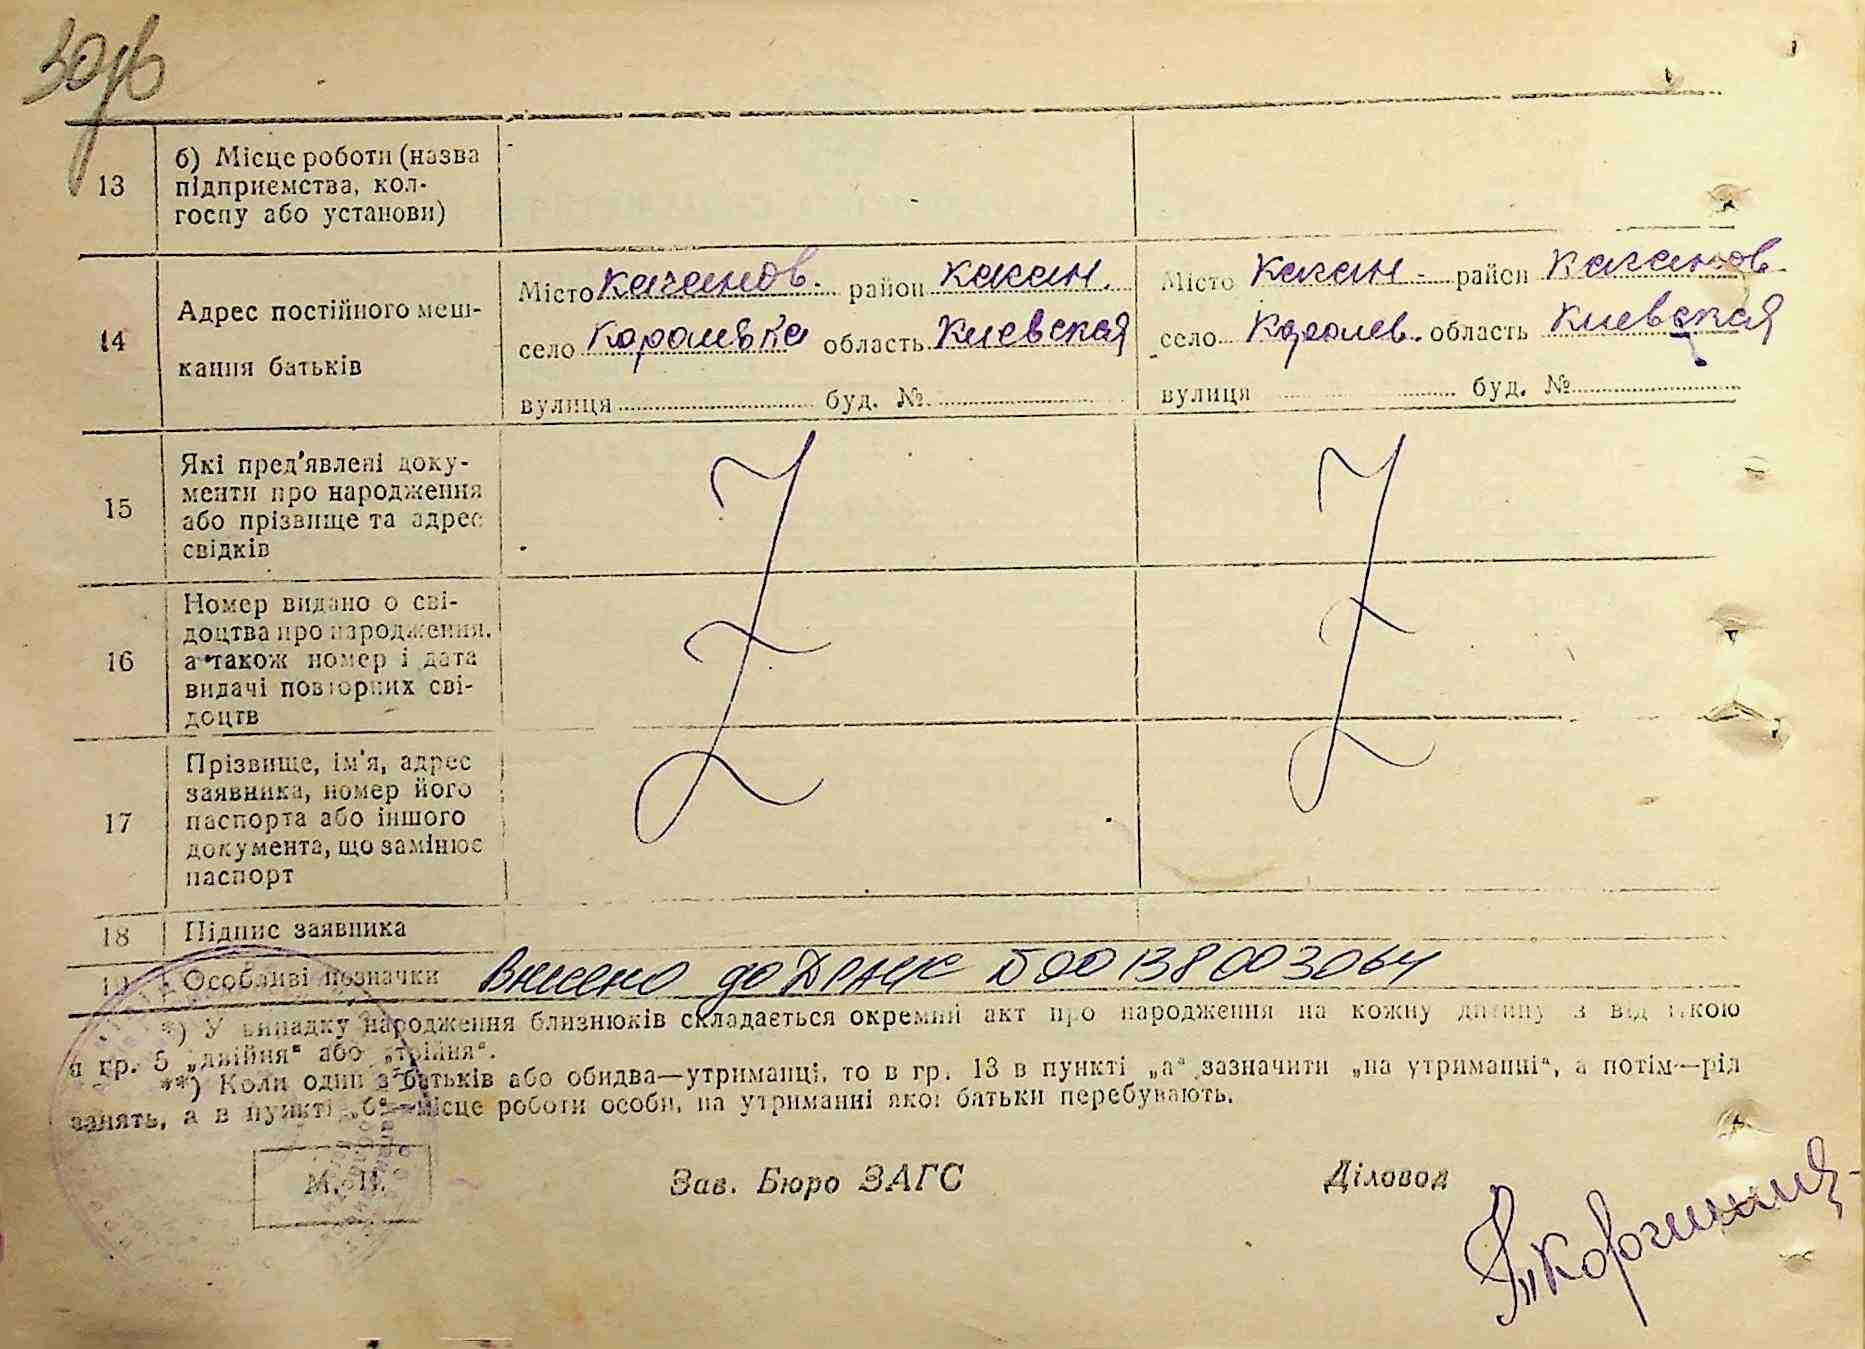 13
б) Місце роботи (назва
підприємства, кол-
госпу або установи)
14
Адрес постійного меш-
кання батьків
Місто Каганов. район Каган.
село Королевка область Киевская
вулиця буд. №
Місто Каган - район Каганов
село Королев. область Киевская
вулиця буд. №
15
Які пред'явлені доку-
менти про народження
або прізвище та адрес
свідків
16
Номер видано о сві-
доцтва про народження,
а також номер і дата
видачі повторних сві-
доцтв
17
Прізвище, ім'я, адрес
заявника, номер його
паспорта або іншого
документа, що замінює
паспорт
18 Підпис заявника
19 Особливі позначки Внесено до ДРАЦС 00138003064
*) У випадку народження близнюків складається окремий акт про народження на кожну дитину з відміткою
в гр. 5 „двійня“ або „трійня“.
**) Коли один з батьків або обидва—утриманці, то в гр. 13 в пункті „а“ зазначити „на утриманні“, а потім—рід
занять, а в пункті „б“—місце роботи особи, на утриманні якої батьки перебувають.
М. П.
Зав. Бюро ЗАГС
Діловод